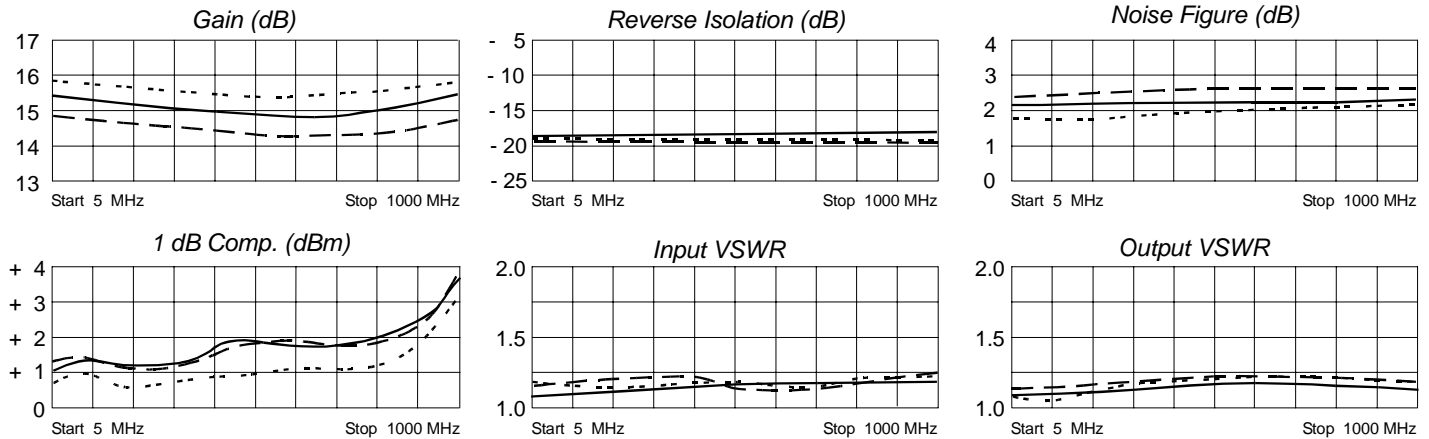 Gain (dB)
17
16
15
14
13
Start 5 MHz
Stop 1000 MHz
Reverse Isolation (dB)
- 5
- 10
- 15
- 20
- 25
Start 5 MHz
Stop 1000 MHz
Noise Figure (dB)
4
3
2
1
0
Start 5 MHz
Stop 1000 MHz
1 dB Comp. (dBm)
+ 4
+ 3
+ 2
+ 1
0
Start 5 MHz
Stop 1000 MHz
Input VSWR
2.0
1.5
1.0
Start 5 MHz
Stop 1000 MHz
Output VSWR
2.0
1.5
1.0
Start 5 MHz
Stop 1000 MHz